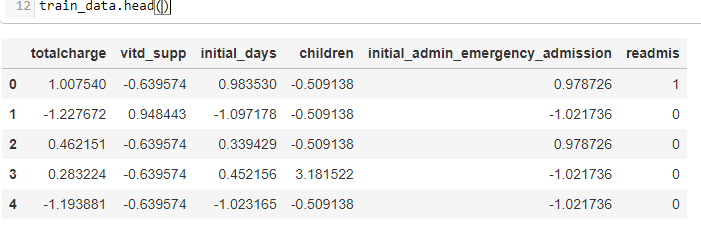 12 train_data.head()
totalcharge vitd_supp initial_days children initial_admin_emergency_admission readmis
0 1.007540 -0.639574 0.983530 -0.509138 0.978726 1
1 -1.227672 0.948443 -1.097178 -0.509138 -1.021736 0
2 0.462151 -0.639574 0.339429 -0.509138 0.978726 0
3 0.283224 -0.639574 0.452156 3.181522 -1.021736 0
4 -1.193881 -0.639574 -1.023165 -0.509138 -1.021736 0